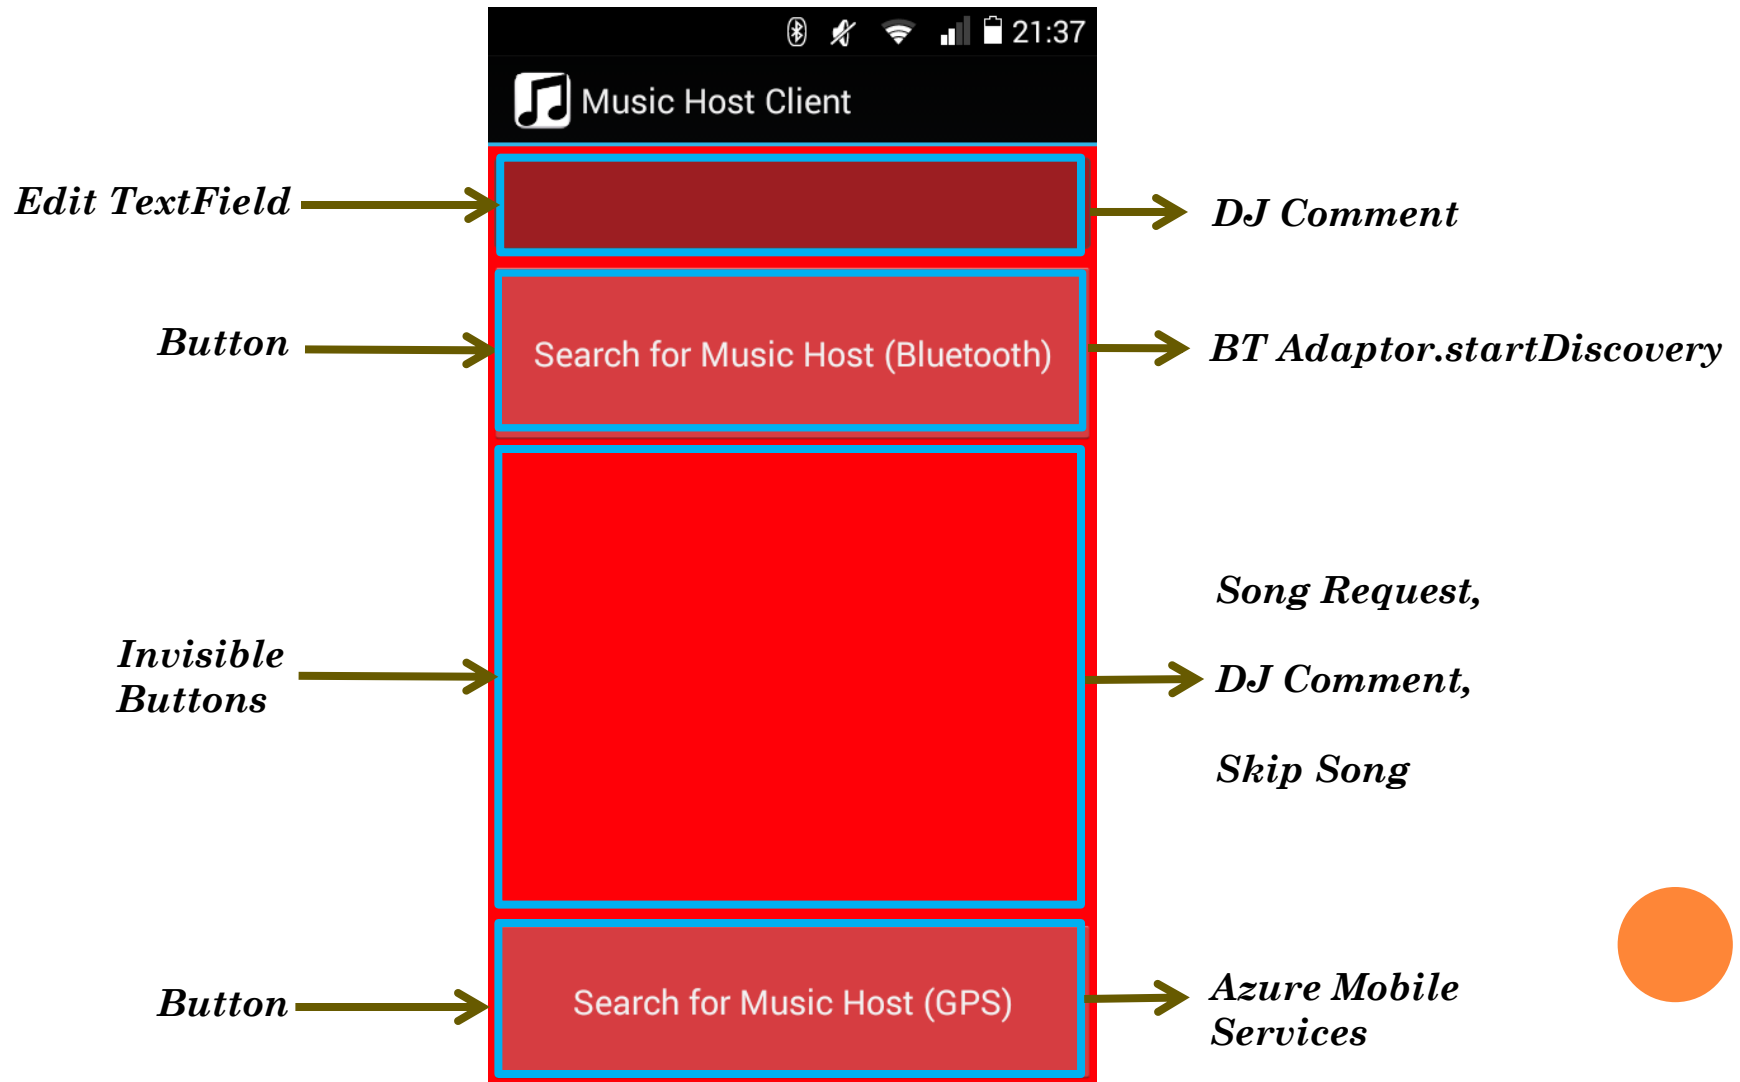 21:37
Music Host Client
Edit TextField
DJ Comment
Button
Search for Music Host (Bluetooth)
BT Adaptor.startDiscovery
Invisible
Buttons
Song Request,
DJ Comment,
Skip Song
Button
Search for Music Host (GPS)
Azure Mobile
Services